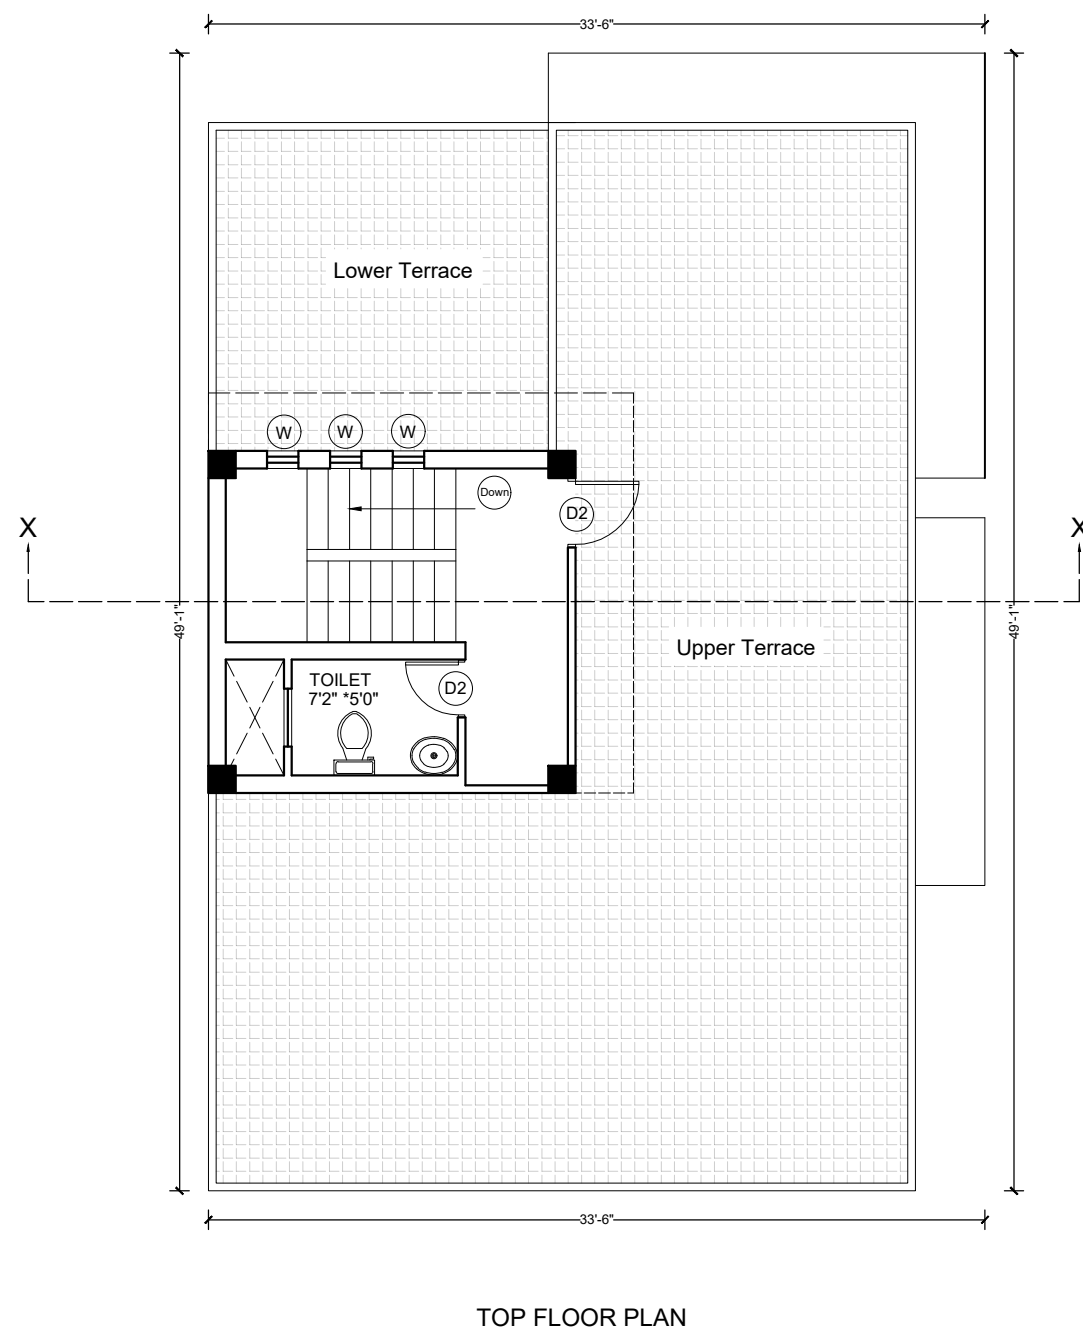 33'-6"
Lower Terrace
W W W
Down
D2
X X
49'-1" 49'-1"
Upper Terrace
TOILET
7'2" *5'0"
D2
33'-6"
TOP FLOOR PLAN